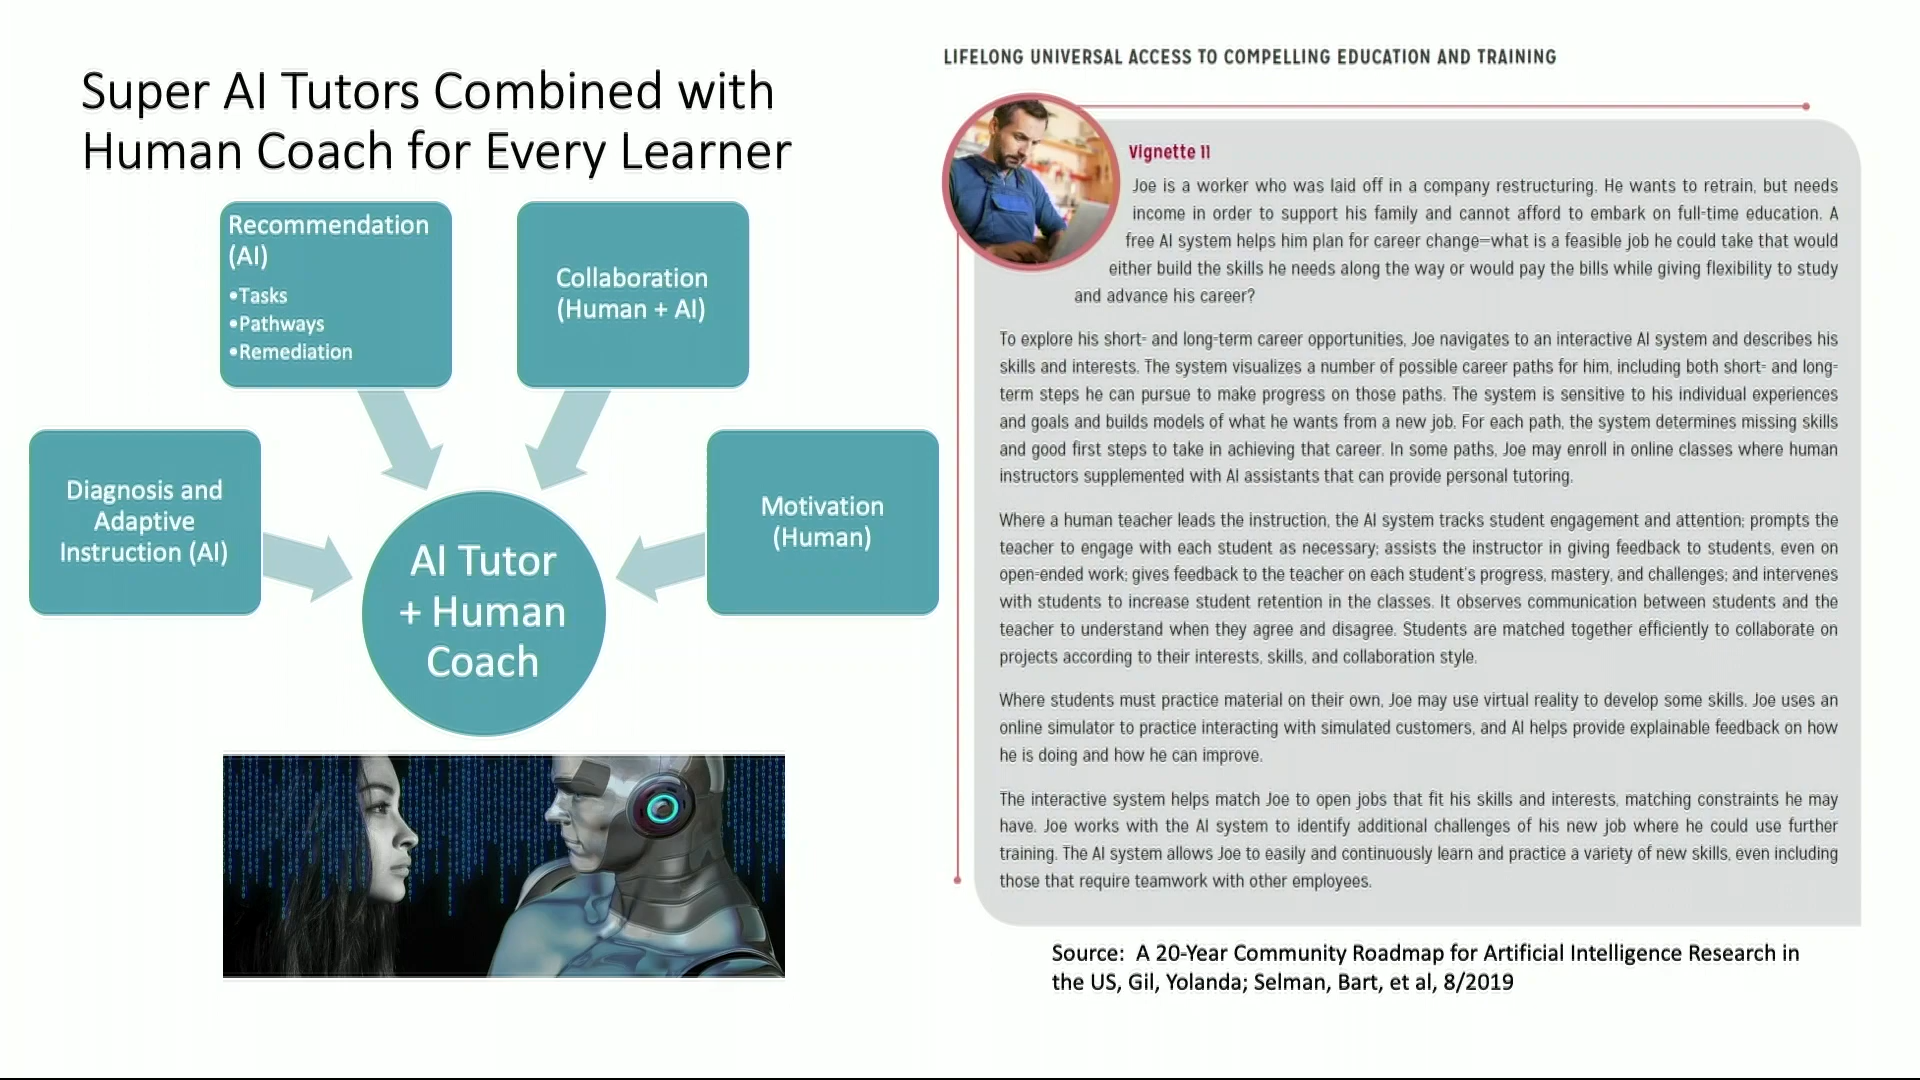 Super AI Tutors Combined with
Human Coach for Every Learner
Recommendation
(AI)
•Tasks
•Pathways
•Remediation
Collaboration
(Human + AI)
Diagnosis and
Adaptive
Instruction (AI)
Motivation
(Human)
AI Tutor
+ Human
Coach
LIFELONG UNIVERSAL ACCESS TO COMPELLING EDUCATION AND TRAINING
Vignette 11
Joe is a worker who was laid off in a company restructuring. He wants to retrain, but needs
income in order to support his family and cannot afford to embark on full-time education. A
free AI system helps him plan for career change—what is a feasible job he could take that would
either build the skills he needs along the way or would pay the bills while giving flexibility to study
and advance his career?
To explore his short- and long-term career opportunities, Joe navigates to an interactive AI system and describes his
skills and interests. The system visualizes a number of possible career paths for him, including both short- and long-
term steps he can pursue to make progress on those paths. The system is sensitive to his individual experiences
and goals and builds models of what he wants from a new job. For each path, the system determines missing skills
and good first steps to take in achieving that career. In some paths, Joe may enroll in online classes where human
instructors supplemented with AI assistants that can provide personal tutoring.
Where a human teacher leads the instruction, the AI system tracks student engagement and attention; prompts the
teacher to engage with each student as necessary; assists the instructor in giving feedback to students, even on
open-ended work; gives feedback to the teacher on each student's progress, mastery, and challenges; and intervenes
with students to increase student retention in the classes. It observes communication between students and the
teacher to understand when they agree and disagree. Students are matched together efficiently to collaborate on
projects according to their interests, skills, and collaboration style.
Where students must practice material on their own, Joe may use virtual reality to develop some skills. Joe uses an
online simulator to practice interacting with simulated customers, and AI helps provide explainable feedback on how
he is doing and how he can improve.
The interactive system helps match Joe to open jobs that fit his skills and interests, matching constraints he may
have. Joe works with the AI system to identify additional challenges of his new job where he could use further
training. The AI system allows Joe to easily and continuously learn and practice a variety of new skills, even including
those that require teamwork with other employees.
Source:  A 20-Year Community Roadmap for Artificial Intelligence Research in
the US, Gil, Yolanda; Selman, Bart, et al, 8/2019